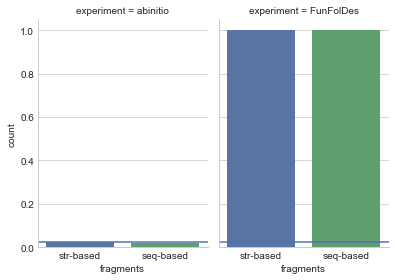 experiment = abinitio
experiment = FunFolDes
count
1.0
0.8
0.6
0.4
0.2
0.0
str-based
seq-based
str-based
seq-based
fragments
fragments